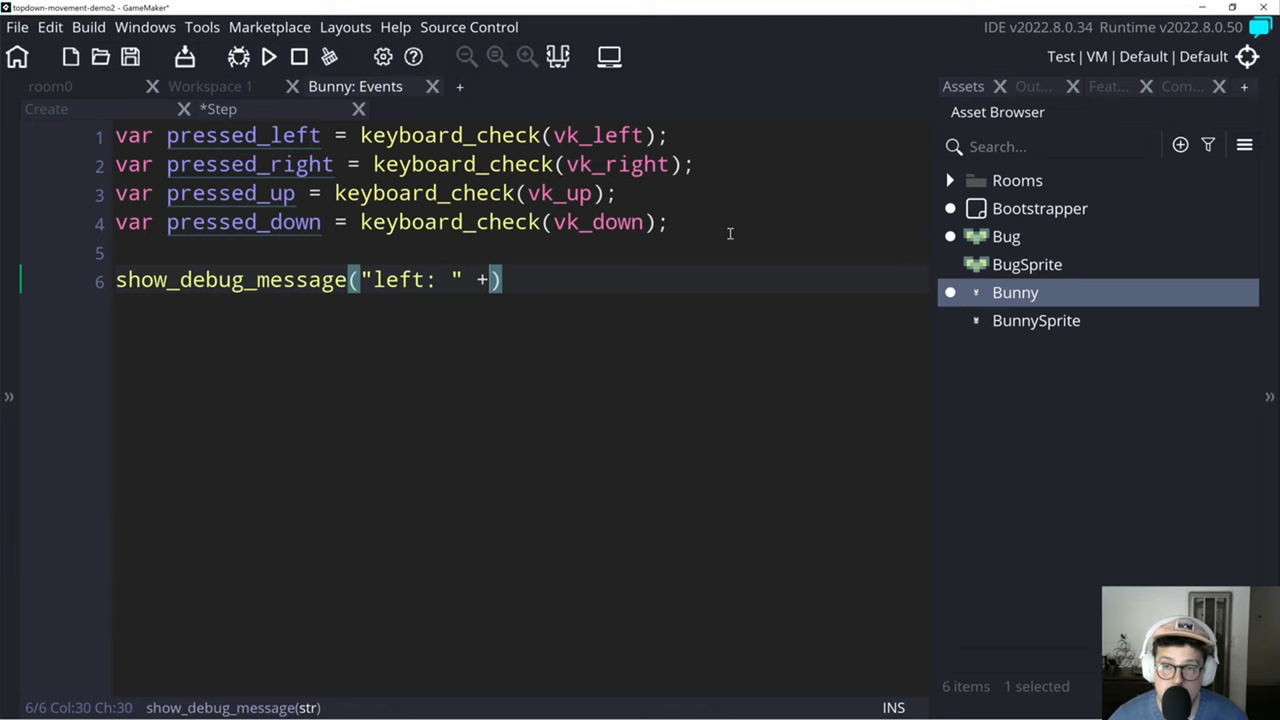 topdown-movement-demo2 - GameMaker*
File Edit Build Windows Tools Marketplace Layouts Help Source Control
IDE v2022.8.0.34 Runtime v2022.8.0.50
Test | VM | Default | Default
room0 Workspace 1 Bunny: Events +
Create *Step
1 var pressed_left = keyboard_check(vk_left);
2 var pressed_right = keyboard_check(vk_right);
3 var pressed_up = keyboard_check(vk_up);
4 var pressed_down = keyboard_check(vk_down);
5
6 show_debug_message("left: " +)
Assets Out... Feat... Com... +
Asset Browser
Search...
Rooms
Bootstrapper
Bug
BugSprite
Bunny
BunnySprite
6 items 1 selected
6/6 Col:30 Ch:30 show_debug_message(str) INS